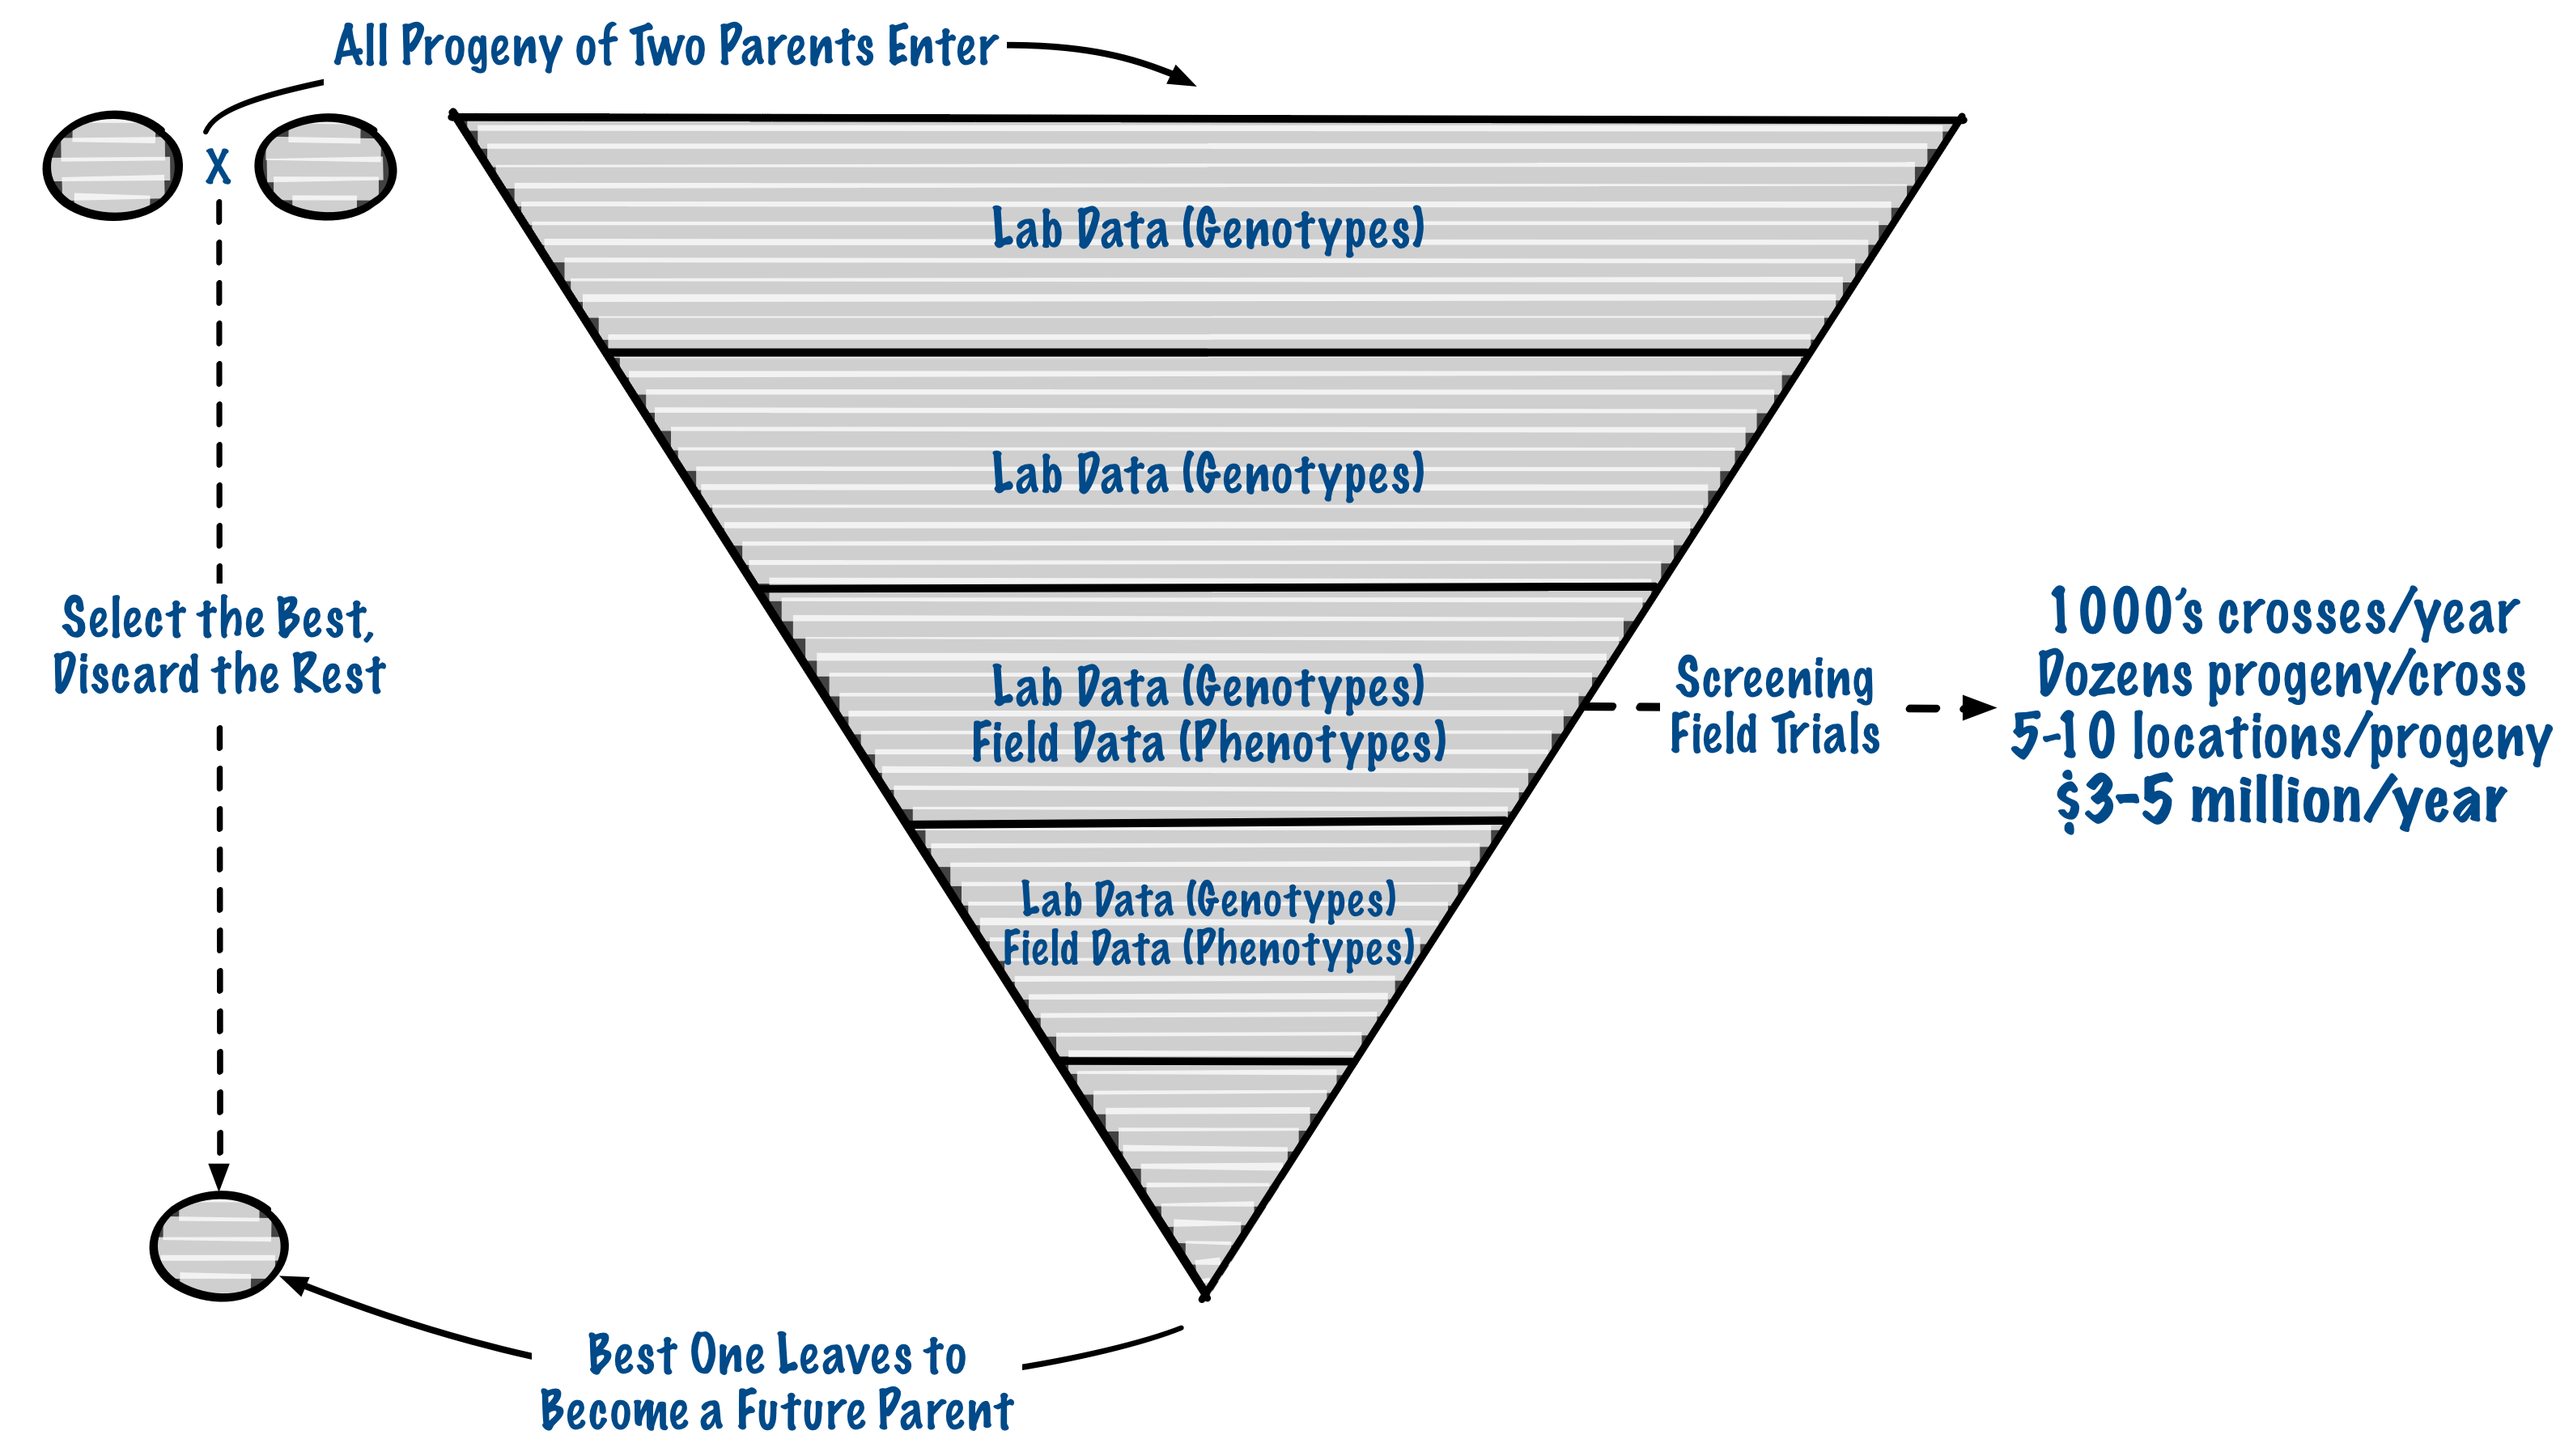 All Progeny of Two Parents Enter
X
Lab Data (Genotypes)
Lab Data (Genotypes)
Select the Best,
Discard the Rest
Lab Data (Genotypes)
Field Data (Phenotypes)
Screening
Field Trials
1000's crosses/year
Dozens progeny/cross
5-10 locations/progeny
$3-5 million/year
Lab Data (Genotypes)
Field Data (Phenotypes)
Best One Leaves to
Become a Future Parent